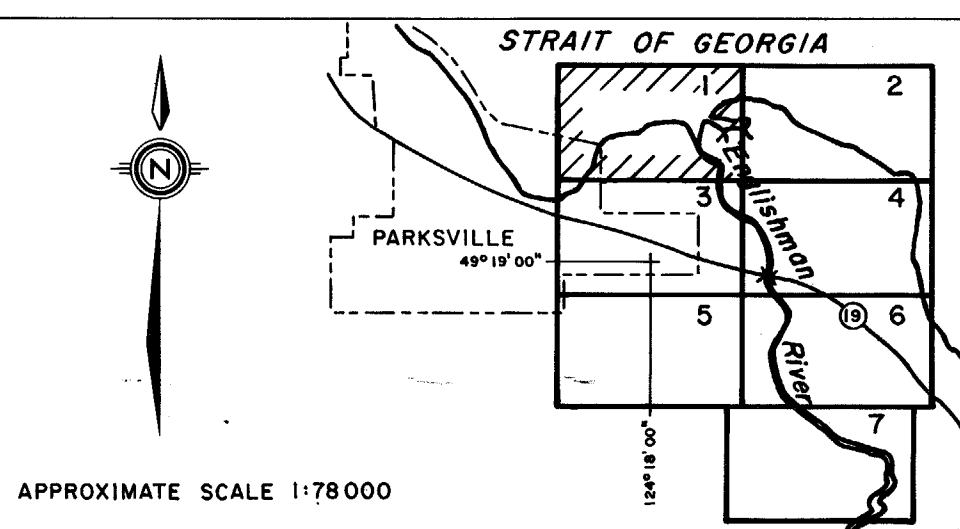 STRAIT OF GEORGIA
1
2
N
3
4
Englishman
PARKSVILLE
49° 19' 00"
5
19
6
River
7
124° 18' 00"
APPROXIMATE SCALE 1:78000